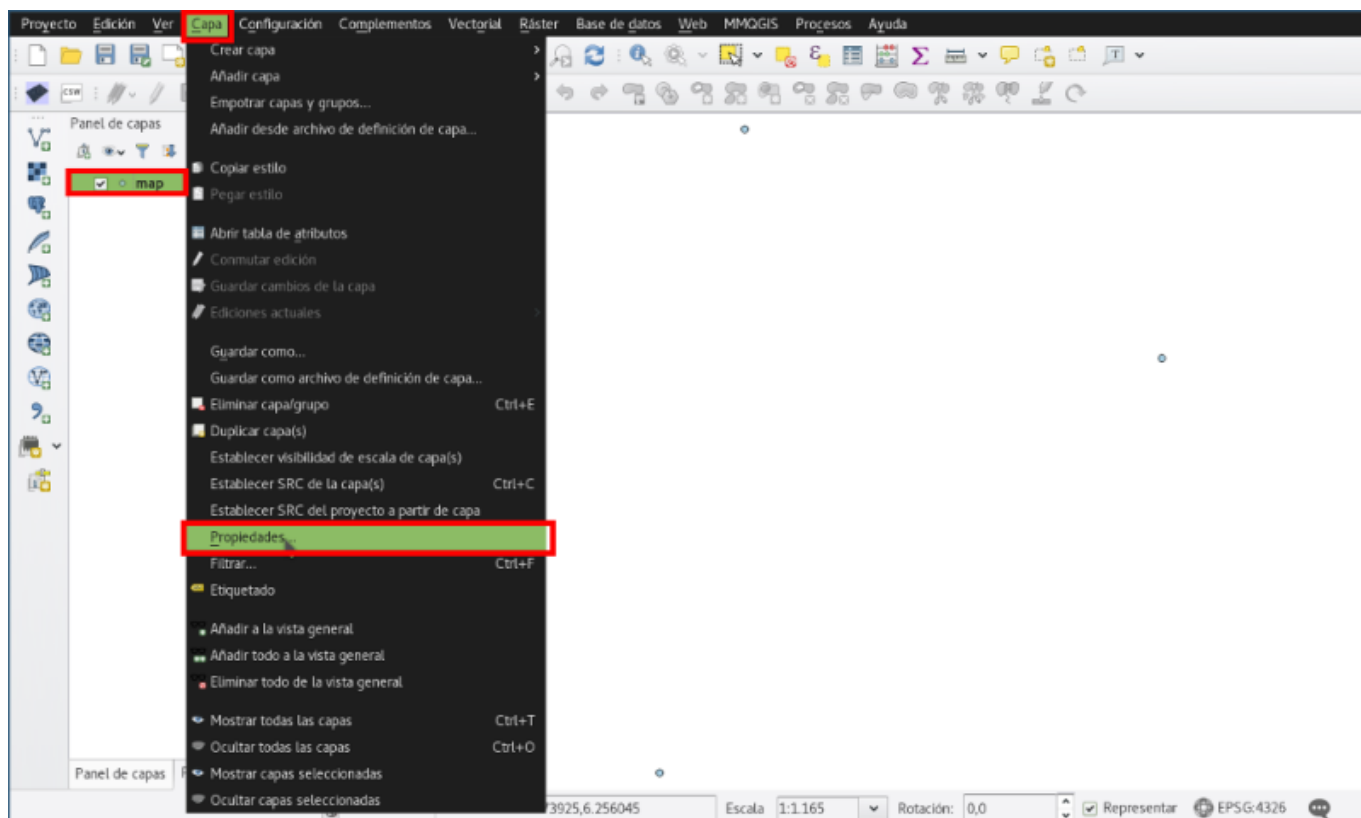 Proyecto Edición Ver Capa Configuración Complementos Vectorial Ráster Base de datos Web MMQGIS Procesos Ayuda
Crear capa
Añadir capa
CSW
Empotrar capas y grupos...
Panel de capas
Añadir desde archivo de definición de capa...
Copiar estilo
map
Pegar estilo
Abrir tabla de atributos
Conmutar edición
Guardar cambios de la capa
Ediciones actuales
Guardar como...
Guardar como archivo de definición de capa...
Eliminar capa/grupo Ctrl+E
Duplicar capa(s)
Establecer visibilidad de escala de capa(s)
Establecer SRC de la capa(s) Ctrl+C
Establecer SRC del proyecto a partir de capa
Propiedades...
Filtrar... Ctrl+F
Etiquetado
Añadir a la vista general
Añadir todo a la vista general
Eliminar todo de la vista general
Mostrar todas las capas Ctrl+T
Ocultar todas las capas Ctrl+O
Panel de capas
Mostrar capas seleccionadas
Ocultar capas seleccionadas
3925,6.256045 Escala 1:1.165 Rotación: 0,0 Representar EPSG:4326